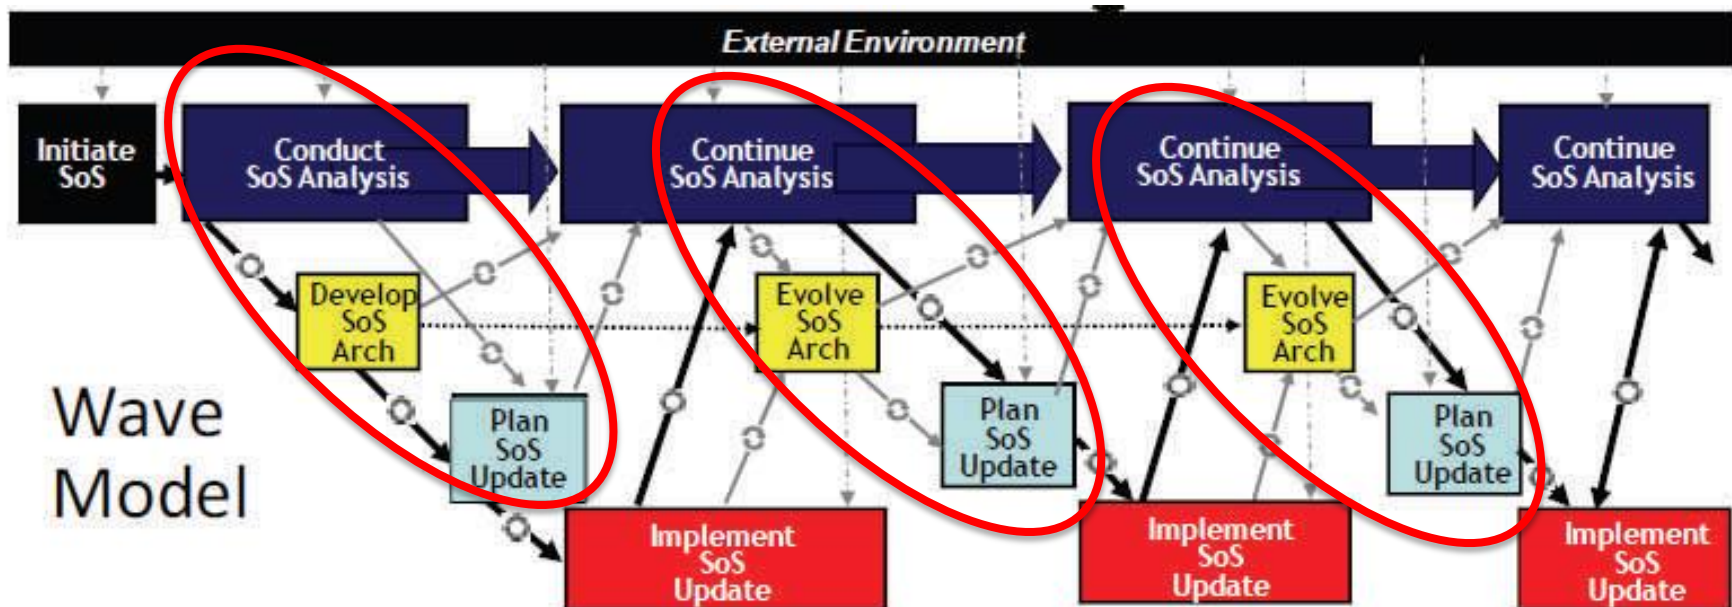 External Environment
Initiate
SoS
Conduct
SoS Analysis
Continue
SoS Analysis
Continue
SoS Analysis
Continue
SoS Analysis
Develop
SoS
Arch
Evolve
SoS
Arch
Evolve
SoS
Arch
Wave
Model
Plan
SoS
Update
Plan
SoS
Update
Plan
SoS
Update
Implement
SoS
Update
Implement
SoS
Update
Implement
SoS
Update